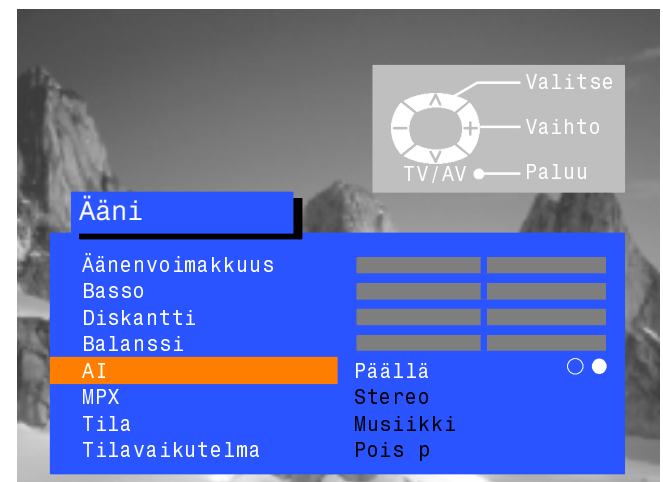 Valitse
Vaihto
TV/AV Paluu
Ääni
Äänenvoimakkuus
Basso
Diskantti
Balanssi
AI Päällä
MPX Stereo
Tila Musiikki
Tilavaikutelma Pois p